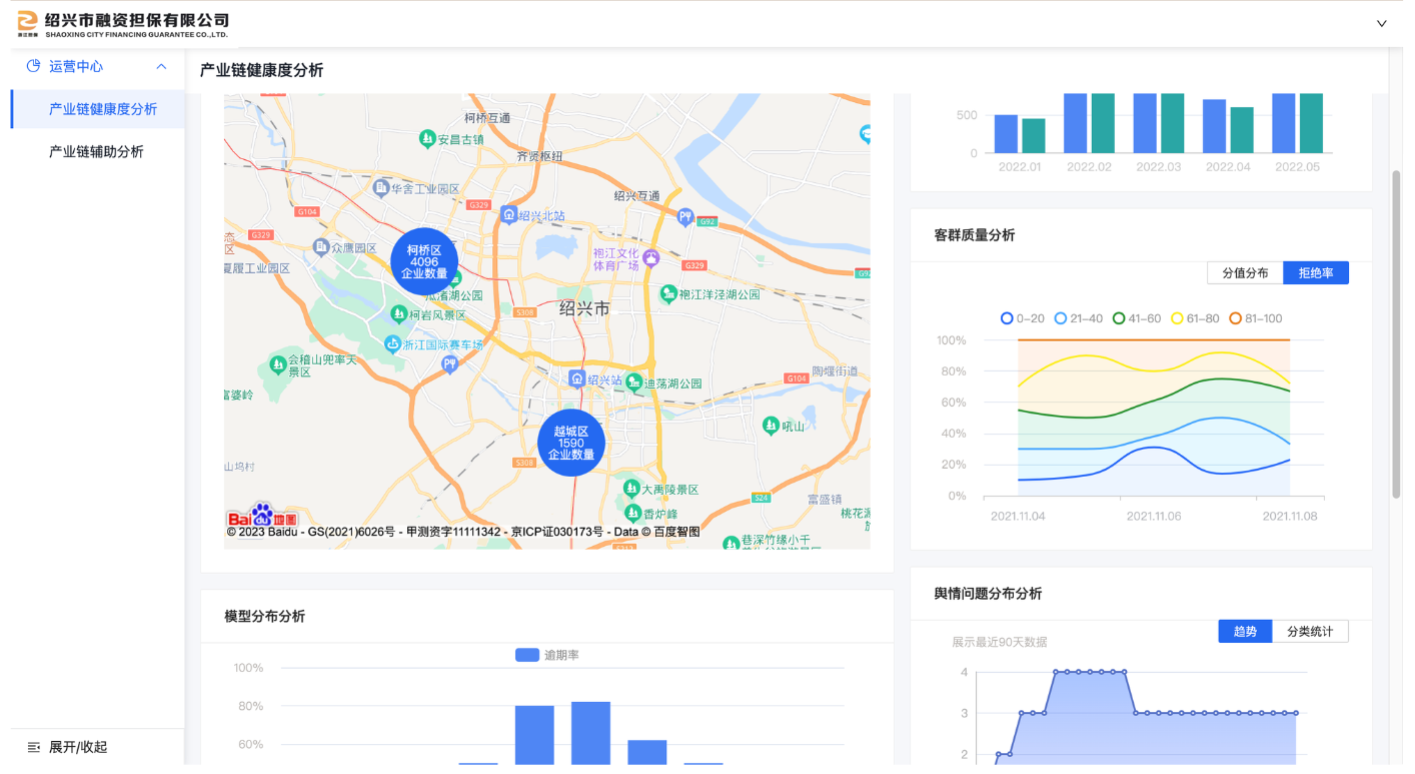 绍兴市融资担保有限公司
SHAOXING CITY FINANCING GUARANTEE CO.,LTD.
运营中心
产业链健康度分析
产业链辅助分析
展开/收起
产业链健康度分析
柯桥互通
安昌古镇
齐贤枢纽
华舍工业园区
G329
绍兴互通
G104
绍兴北站
G92
G329
众鹰园区
柯桥区
4096
企业数量
袍江文化
体育广场
G329
夏履工业园区
袍江洋泾湖公园
柯岩风景区
S308
绍兴市
浙江国际赛车场
会稽山兜率天
景区
绍兴站
迪荡湖公园
G104
陶堰街道
富婆岭
越城区
1590
企业数量
吼山
山坞村
S308
大禹陵景区
S24
富盛镇
香炉峰
桃花
Bai du 地图
© 2023 Baidu - GS(2021)6026号 - 甲测资字11111342 - 京ICP证030173号 - Data © 百度智图
巷深竹缘小千
模型分布分析
逾期率
100%
80%
60%
500
0
2022.01
2022.02
2022.03
2022.04
2022.05
客群质量分析
分值分布
拒绝率
0–20
21–40
41–60
61–80
81–100
100%
80%
60%
40%
20%
0%
2021.11.04
2021.11.06
2021.11.08
舆情问题分布分析
趋势
分类统计
展示最近90天数据
4
3
2